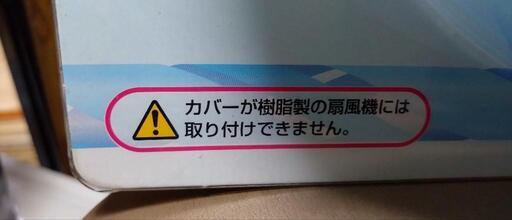 カバーが樹脂製の扇風機には
取り付けできません。